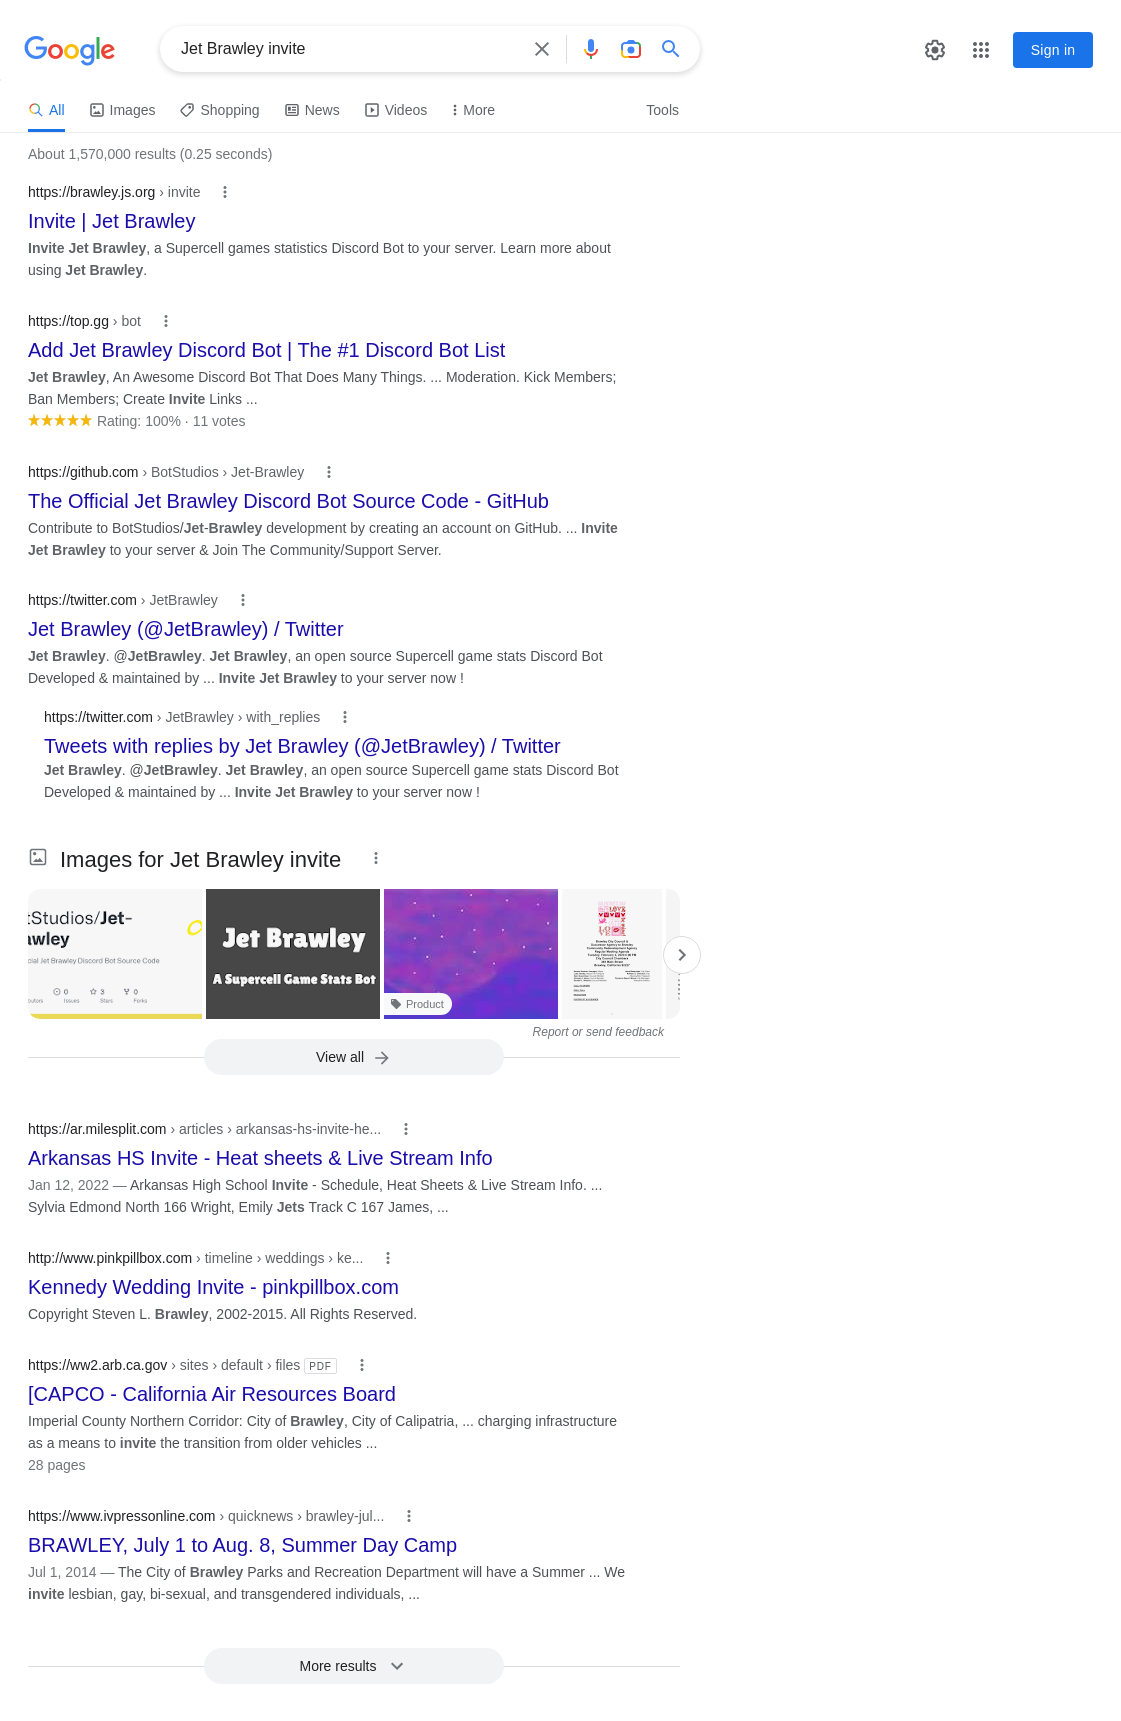 Google
Jet Brawley invite
Sign in
All Images Shopping News Videos More Tools
About 1,570,000 results (0.25 seconds)
https://brawley.js.org › invite
Invite | Jet Brawley
Invite Jet Brawley, a Supercell games statistics Discord Bot to your server. Learn more about
using Jet Brawley.
https://top.gg › bot
Add Jet Brawley Discord Bot | The #1 Discord Bot List
Jet Brawley, An Awesome Discord Bot That Does Many Things. ... Moderation. Kick Members;
Ban Members; Create Invite Links ...
Rating: 100% · 11 votes
https://github.com › BotStudios › Jet-Brawley
The Official Jet Brawley Discord Bot Source Code - GitHub
Contribute to BotStudios/Jet-Brawley development by creating an account on GitHub. ... Invite
Jet Brawley to your server & Join The Community/Support Server.
https://twitter.com › JetBrawley
Jet Brawley (@JetBrawley) / Twitter
Jet Brawley. @JetBrawley. Jet Brawley, an open source Supercell game stats Discord Bot
Developed & maintained by ... Invite Jet Brawley to your server now !
https://twitter.com › JetBrawley › with_replies
Tweets with replies by Jet Brawley (@JetBrawley) / Twitter
Jet Brawley. @JetBrawley. Jet Brawley, an open source Supercell game stats Discord Bot
Developed & maintained by ... Invite Jet Brawley to your server now !
Images for Jet Brawley invite
tStudios/Jet-
awley
cial Jet Brawley Discord Bot Source Code
0 3 0
butors Issues Stars Forks
Jet Brawley
A Supercell Game Stats Bot
Product
Report or send feedback
View all
https://ar.milesplit.com › articles › arkansas-hs-invite-he...
Arkansas HS Invite - Heat sheets & Live Stream Info
Jan 12, 2022 — Arkansas High School Invite - Schedule, Heat Sheets & Live Stream Info. ...
Sylvia Edmond North 166 Wright, Emily Jets Track C 167 James, ...
http://www.pinkpillbox.com › timeline › weddings › ke...
Kennedy Wedding Invite - pinkpillbox.com
Copyright Steven L. Brawley, 2002-2015. All Rights Reserved.
https://ww2.arb.ca.gov › sites › default › files PDF
[CAPCO - California Air Resources Board
Imperial County Northern Corridor: City of Brawley, City of Calipatria, ... charging infrastructure
as a means to invite the transition from older vehicles ...
28 pages
https://www.ivpressonline.com › quicknews › brawley-jul...
BRAWLEY, July 1 to Aug. 8, Summer Day Camp
Jul 1, 2014 — The City of Brawley Parks and Recreation Department will have a Summer ... We
invite lesbian, gay, bi-sexual, and transgendered individuals, ...
More results